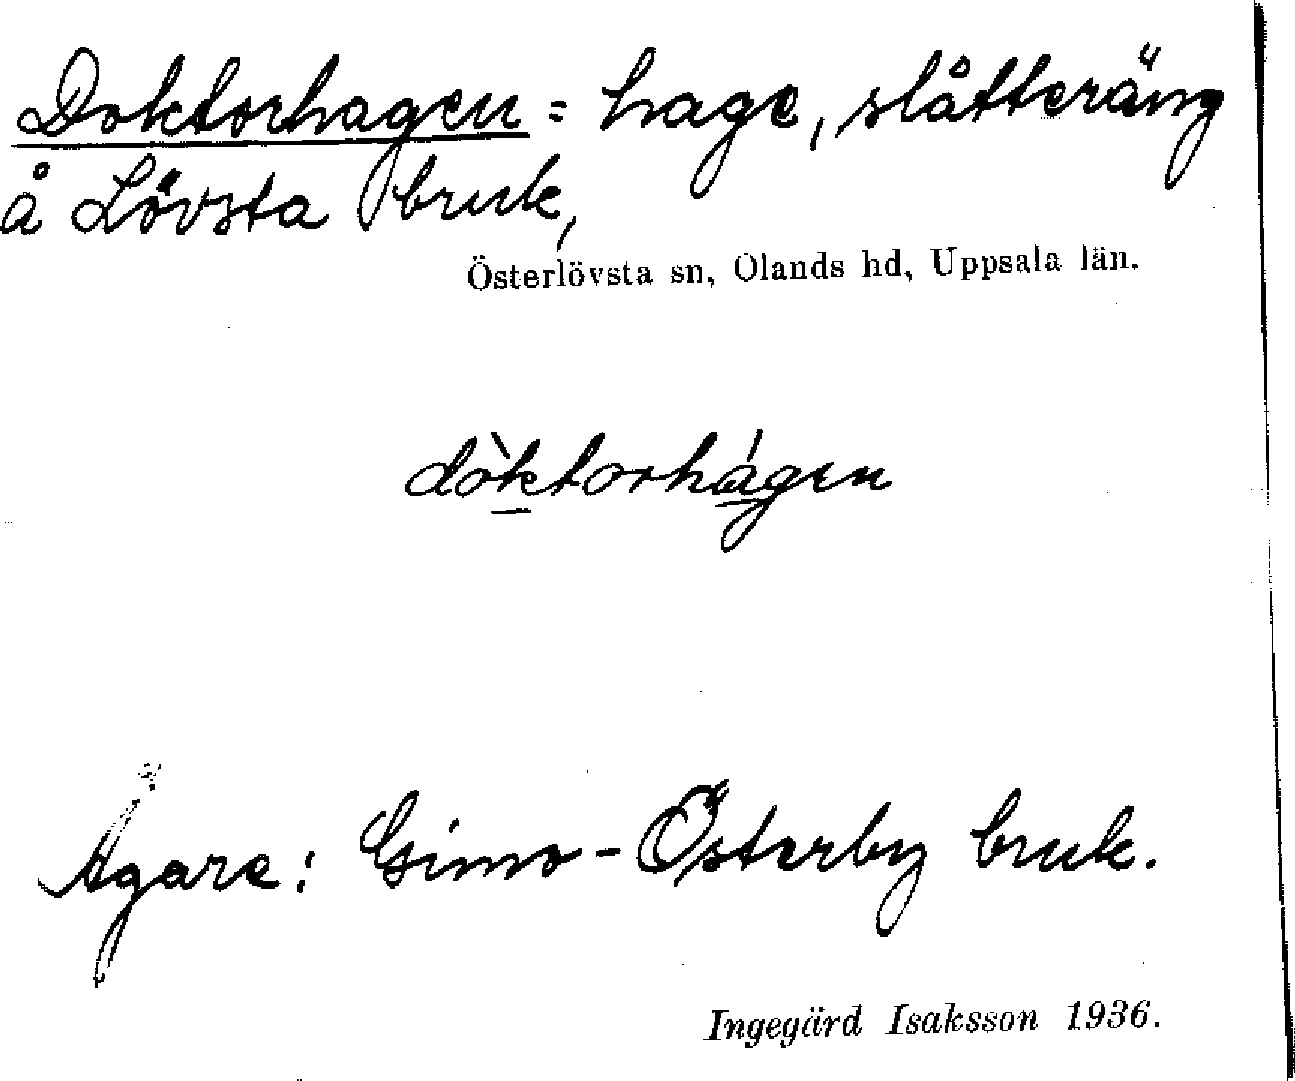 Doktorhagen = hage, slåtteräng
å Lövsta bruk,
Österlövsta sn, Olands hd, Uppsala län.
dòktorhágen
Ägare: Gimo-Österby bruk.
Ingegärd Isaksson 1936.